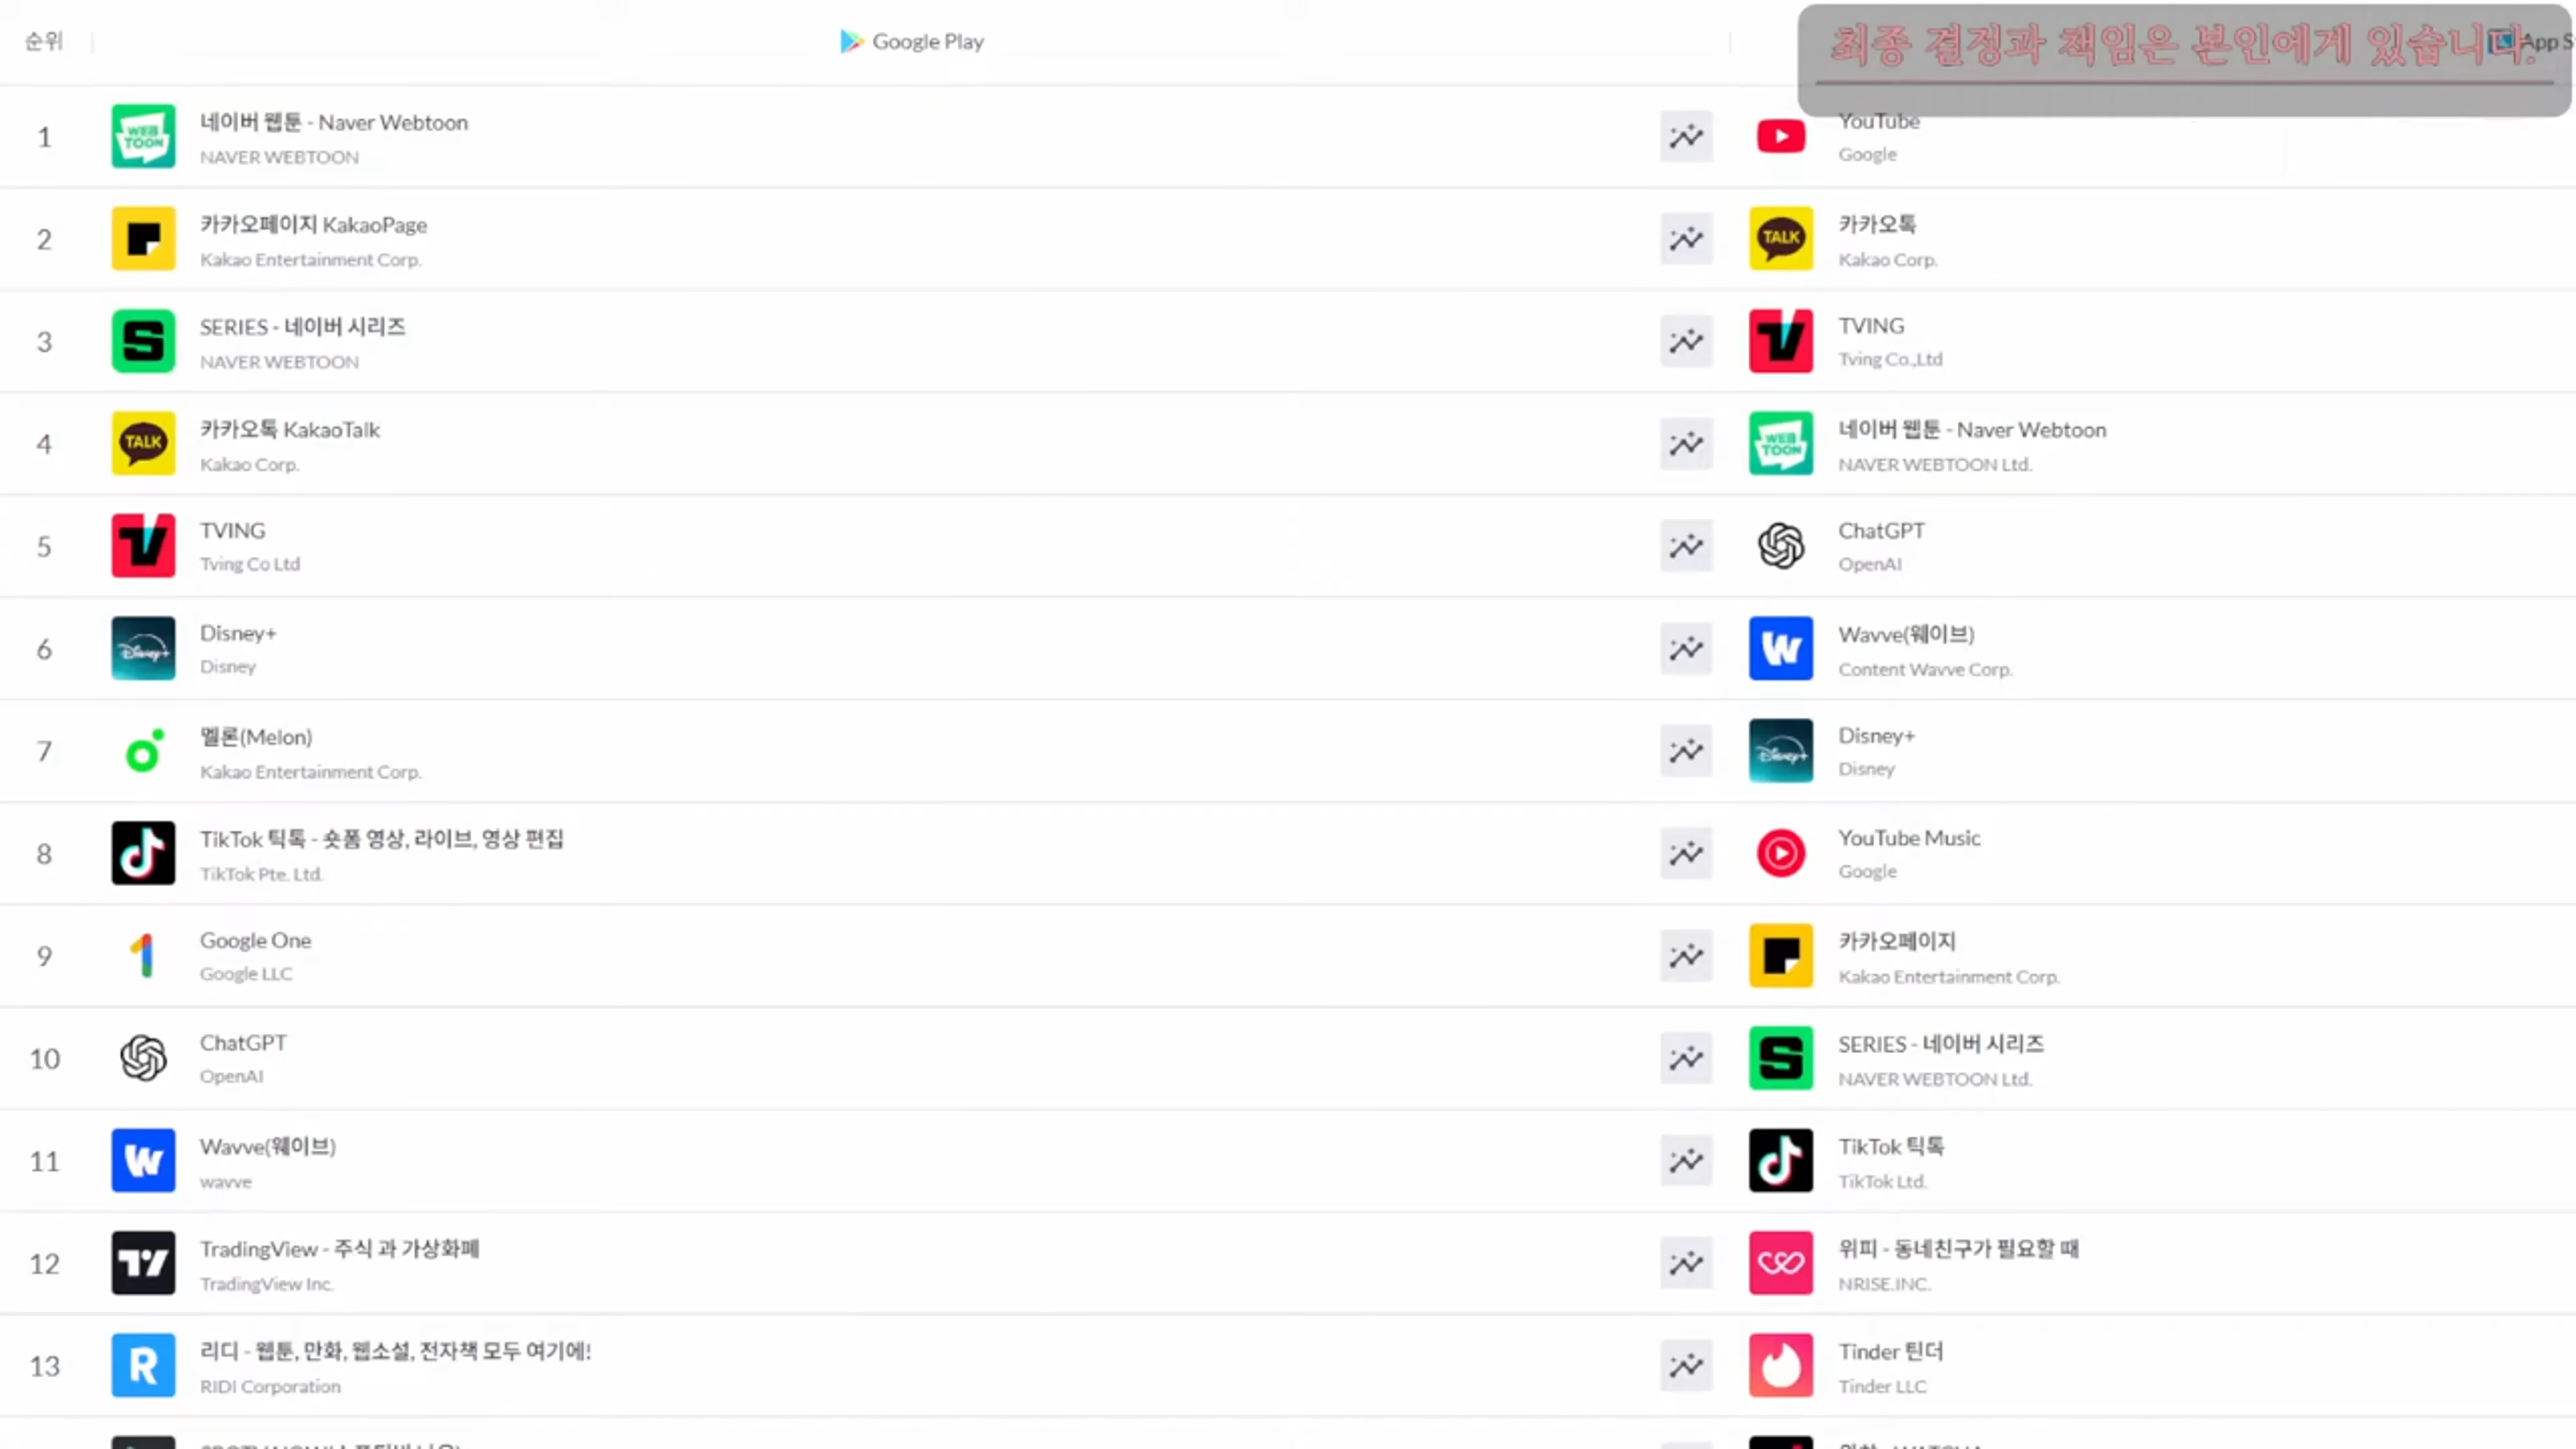 순위
Google Play
최종 결정과 책임은 본인에게 있습니다.
App S
1
네이버 웹툰 - Naver Webtoon
NAVER WEBTOON
YouTube
Google
2
카카오페이지 KakaoPage
Kakao Entertainment Corp.
카카오톡
Kakao Corp.
3
SERIES - 네이버 시리즈
NAVER WEBTOON
TVING
Tving Co.,Ltd
4
카카오톡 KakaoTalk
Kakao Corp.
네이버 웹툰 - Naver Webtoon
NAVER WEBTOON Ltd.
5
TVING
Tving Co Ltd
ChatGPT
OpenAI
6
Disney+
Disney
Wavve(웨이브)
Content Wavve Corp.
7
멜론(Melon)
Kakao Entertainment Corp.
Disney+
Disney
8
TikTok 틱톡 - 숏폼 영상, 라이브, 영상 편집
TikTok Pte. Ltd.
YouTube Music
Google
9
Google One
Google LLC
카카오페이지
Kakao Entertainment Corp.
10
ChatGPT
OpenAI
SERIES - 네이버 시리즈
NAVER WEBTOON Ltd.
11
Wavve(웨이브)
wavve
TikTok 틱톡
TikTok Ltd.
12
TradingView - 주식 과 가상화폐
TradingView Inc.
위피 - 동네친구가 필요할 때
NRISE.INC.
13
리디 - 웹툰, 만화, 웹소설, 전자책 모두 여기에!
RIDI Corporation
Tinder 틴더
Tinder LLC